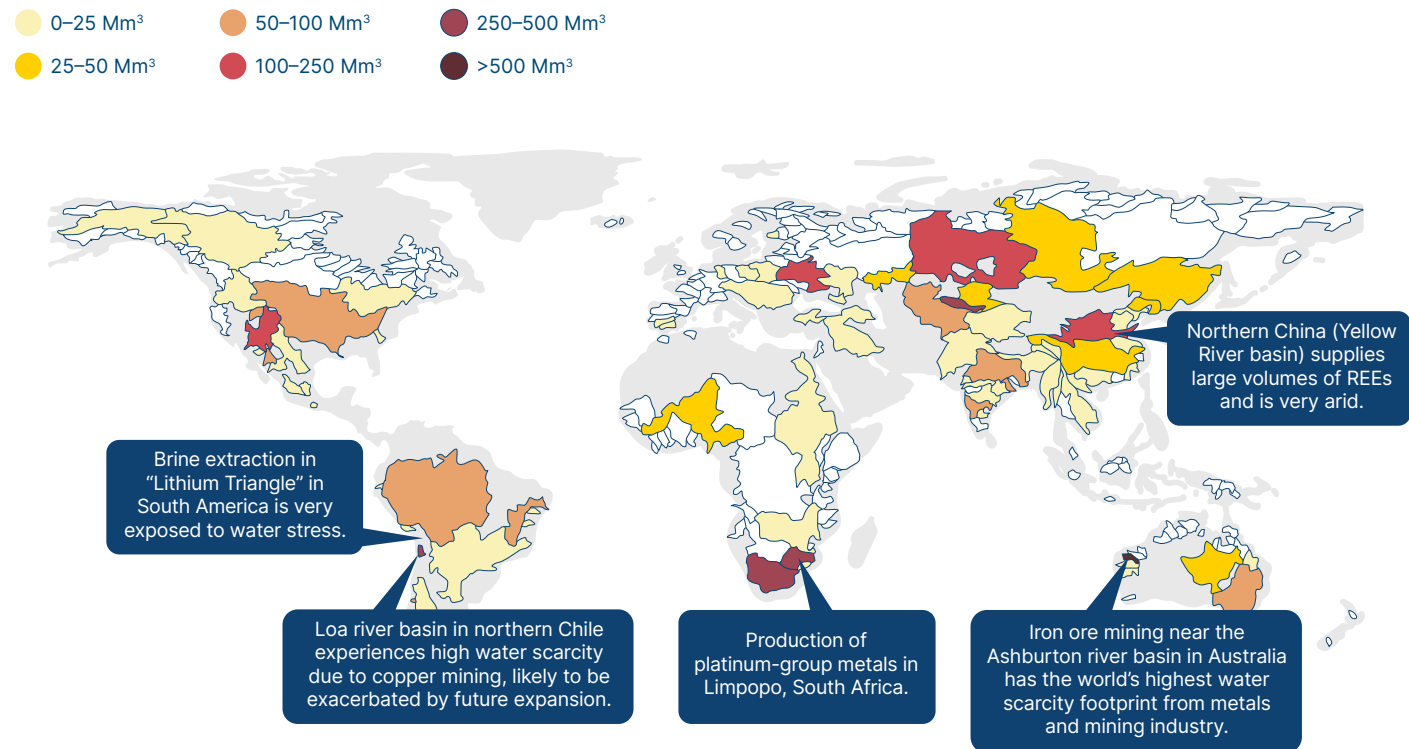 0–25 Mm³
50–100 Mm³
250–500 Mm³
25–50 Mm³
100–250 Mm³
>500 Mm³
Northern China (Yellow
River basin) supplies
large volumes of REEs
and is very arid.
Brine extraction in
“Lithium Triangle” in
South America is very
exposed to water stress.
Loa river basin in northern Chile
experiences high water scarcity
due to copper mining, likely to be
exacerbated by future expansion.
Production of
platinum-group metals in
Limpopo, South Africa.
Iron ore mining near the
Ashburton river basin in Australia
has the world’s highest water
scarcity footprint from metals
and mining industry.